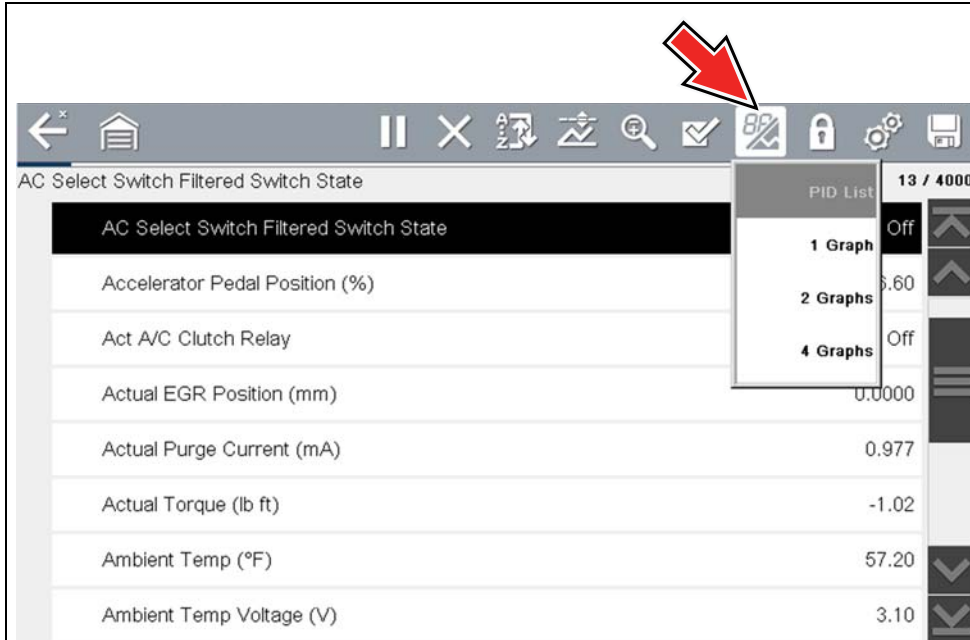 AC Select Switch Filtered Switch State
13 / 4000
AC Select Switch Filtered Switch State Off
Accelerator Pedal Position (%) .60
Act A/C Clutch Relay Off
Actual EGR Position (mm) 0.0000
Actual Purge Current (mA) 0.977
Actual Torque (lb ft) -1.02
Ambient Temp (°F) 57.20
Ambient Temp Voltage (V) 3.10
PID List
1 Graph
2 Graphs
4 Graphs